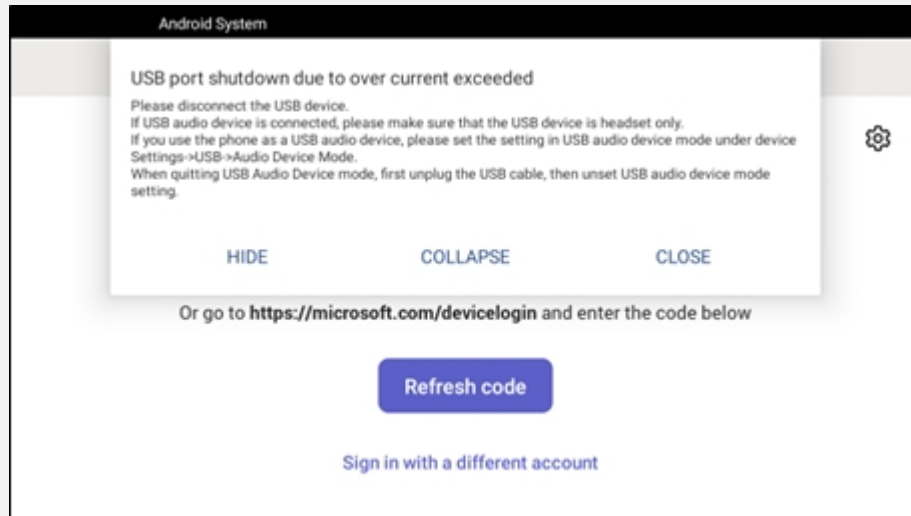 Android System
USB port shutdown due to over current exceeded
Please disconnect the USB device.
If USB audio device is connected, please make sure that the USB device is headset only.
If you use the phone as a USB audio device, please set the setting in USB audio device mode under device
Settings->USB->Audio Device Mode.
When quitting USB Audio Device mode, first unplug the USB cable, then unset USB audio device mode
setting.
HIDE COLLAPSE CLOSE
Or go to https://microsoft.com/devicelogin and enter the code below
Refresh code
Sign in with a different account